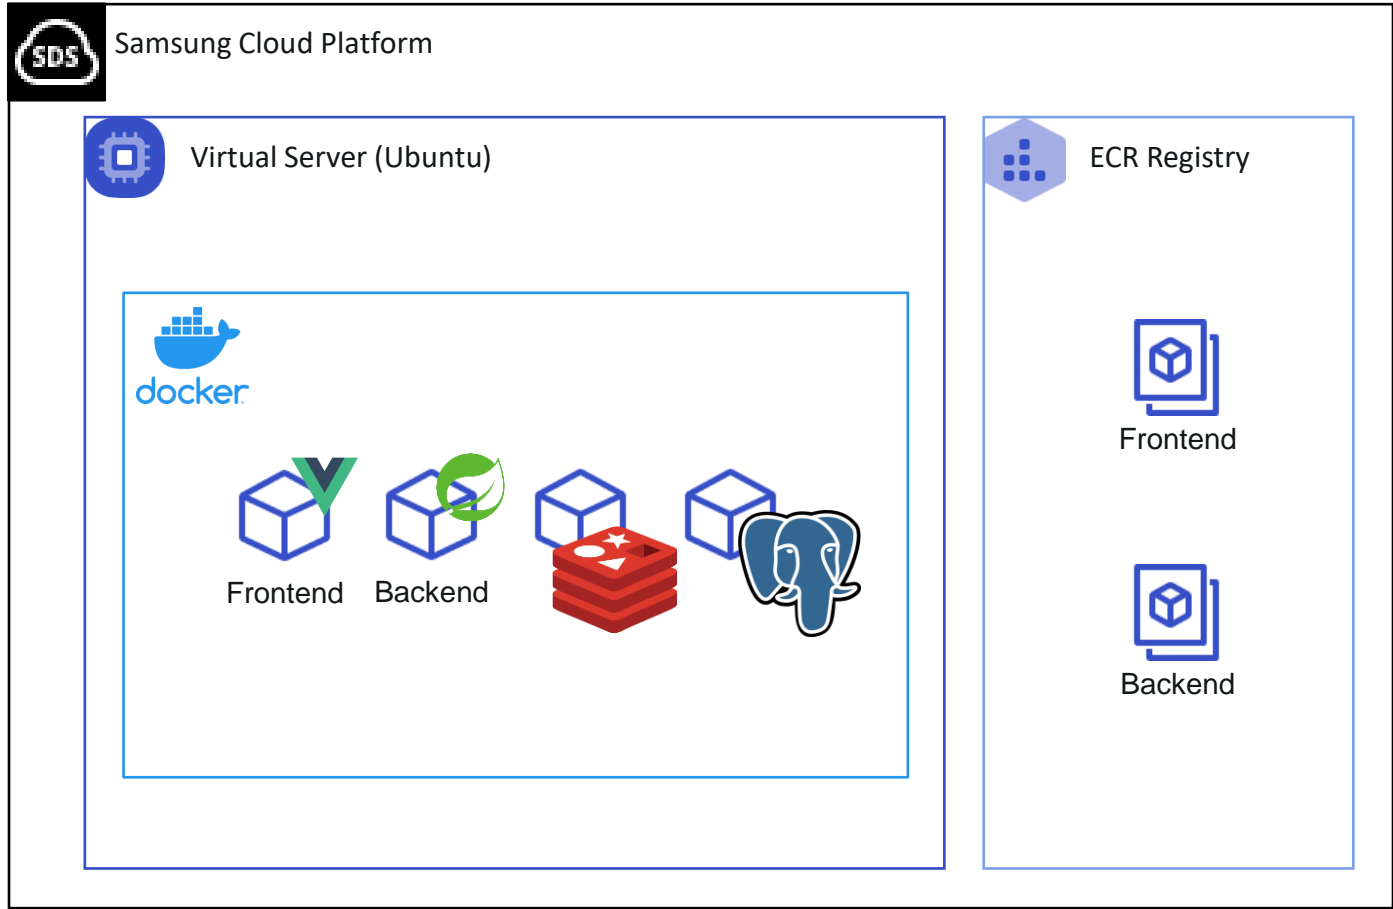 SDS
Samsung Cloud Platform
Virtual Server (Ubuntu)
ECR Registry
docker
Frontend
Frontend
Backend
Backend